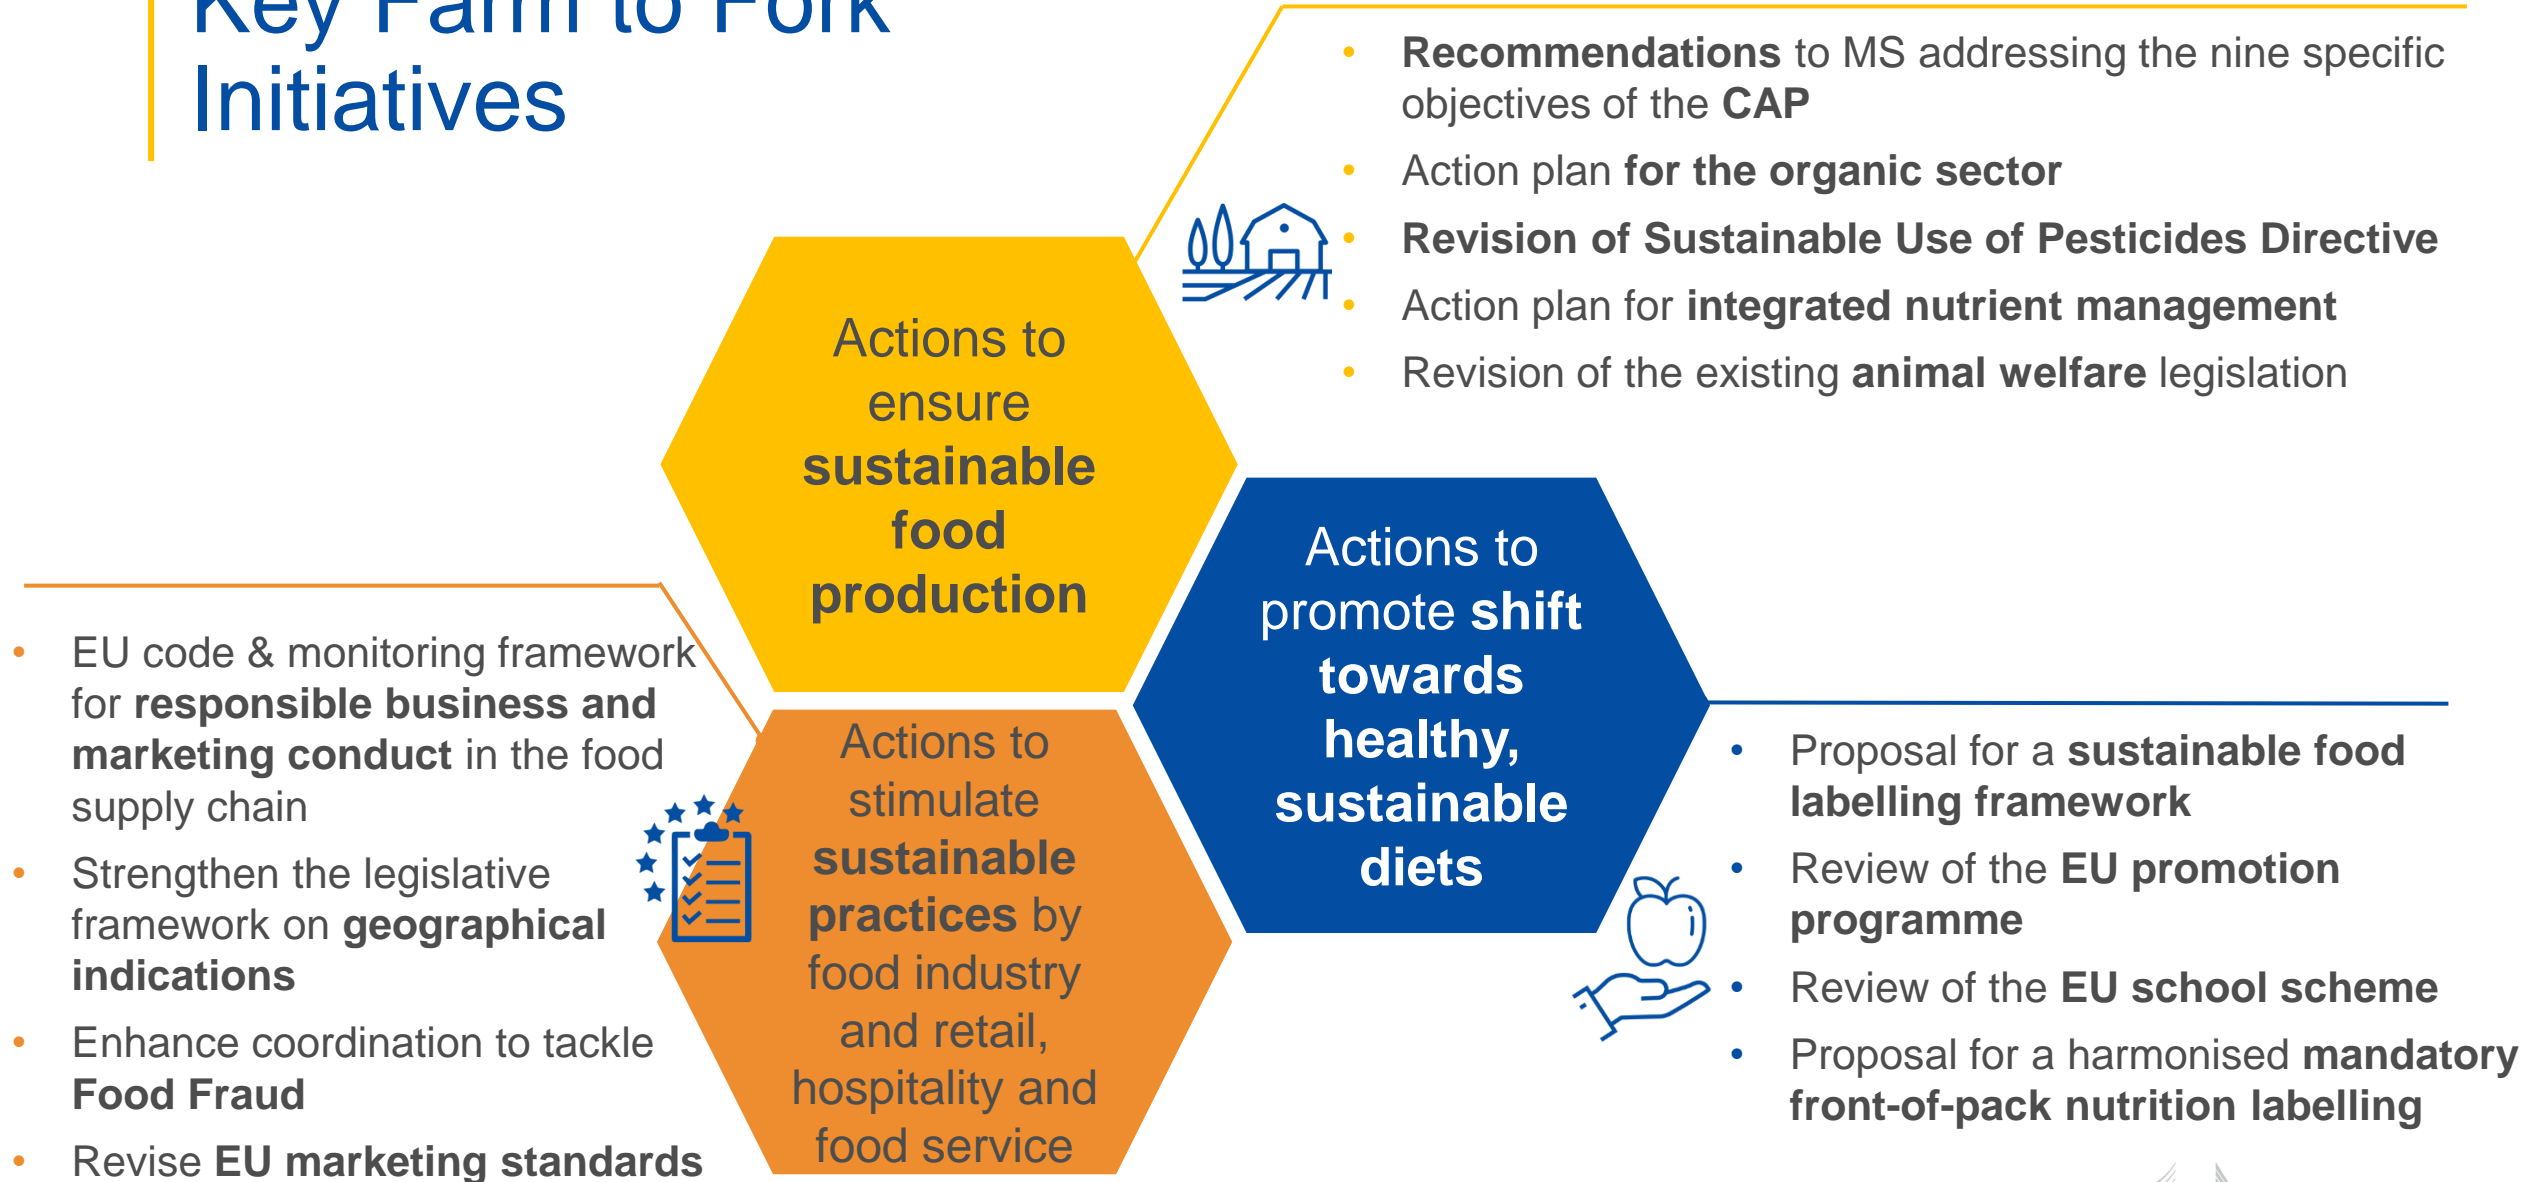 Key Farm to Fork
Initiatives
• Recommendations to MS addressing the nine specific
objectives of the CAP
• Action plan for the organic sector
• Revision of Sustainable Use of Pesticides Directive
• Action plan for integrated nutrient management
• Revision of the existing animal welfare legislation
Actions to
ensure
sustainable
food
production
Actions to
promote shift
towards
healthy,
sustainable
diets
• EU code & monitoring framework
for responsible business and
marketing conduct in the food
supply chain
• Strengthen the legislative
framework on geographical
indications
• Enhance coordination to tackle
Food Fraud
• Revise EU marketing standards
Actions to
stimulate
sustainable
practices by
food industry
and retail,
hospitality and
food service
• Proposal for a sustainable food
labelling framework
• Review of the EU promotion
programme
• Review of the EU school scheme
• Proposal for a harmonised mandatory
front-of-pack nutrition labelling